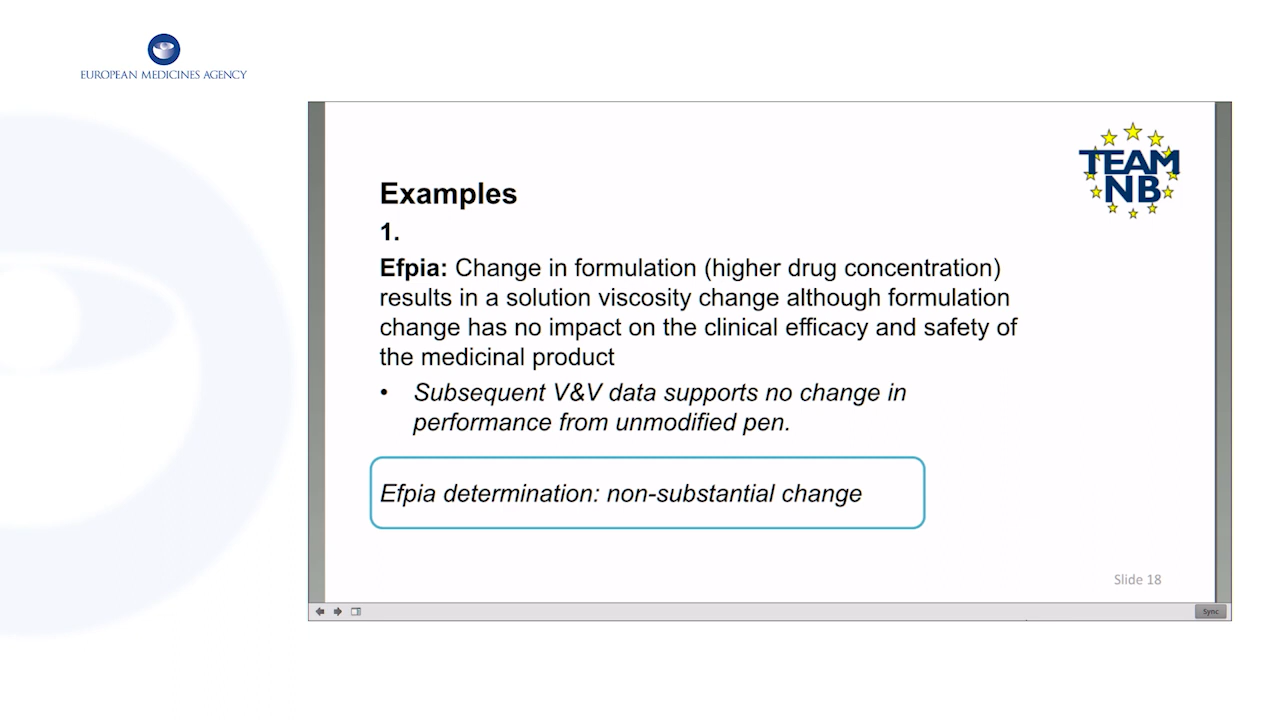 EUROPEAN MEDICINES AGENCY
TEAM
NB
Examples
1.
Efpia: Change in formulation (higher drug concentration)
results in a solution viscosity change although formulation
change has no impact on the clinical efficacy and safety of
the medicinal product
• Subsequent V&V data supports no change in
performance from unmodified pen.
Efpia determination: non-substantial change
Slide 18
Sync